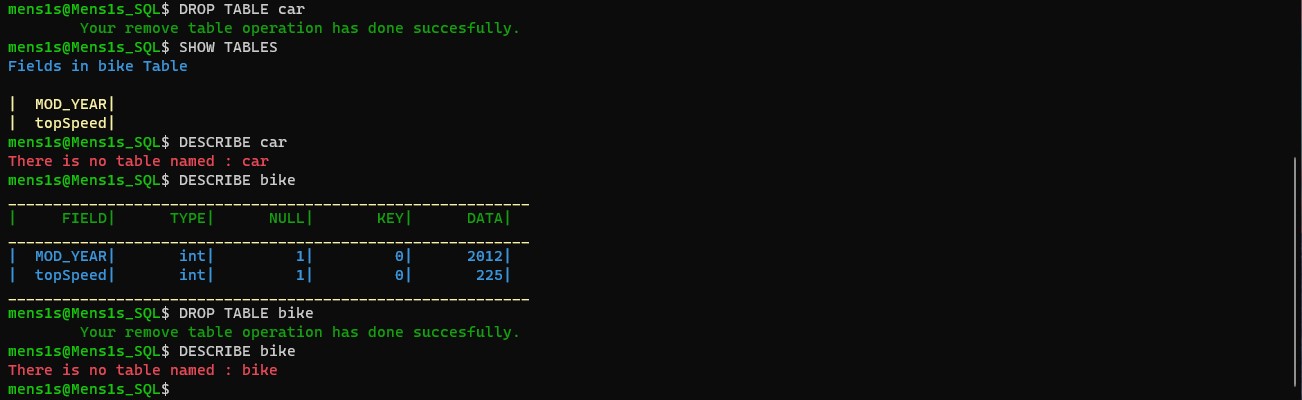 mens1s@Mens1s_SQL$ DROP TABLE car
Your remove table operation has done succesfully.
mens1s@Mens1s_SQL$ SHOW TABLES
Fields in bike Table
|  MOD_YEAR|
|  topSpeed|
mens1s@Mens1s_SQL$ DESCRIBE car
There is no table named : car
mens1s@Mens1s_SQL$ DESCRIBE bike
__________________________________________________________
|     FIELD|      TYPE|      NULL|       KEY|      DATA|
__________________________________________________________
|  MOD_YEAR|       int|         1|         0|      2012|
|  topSpeed|       int|         1|         0|       225|
__________________________________________________________
mens1s@Mens1s_SQL$ DROP TABLE bike
Your remove table operation has done succesfully.
mens1s@Mens1s_SQL$ DESCRIBE bike
There is no table named : bike
mens1s@Mens1s_SQL$